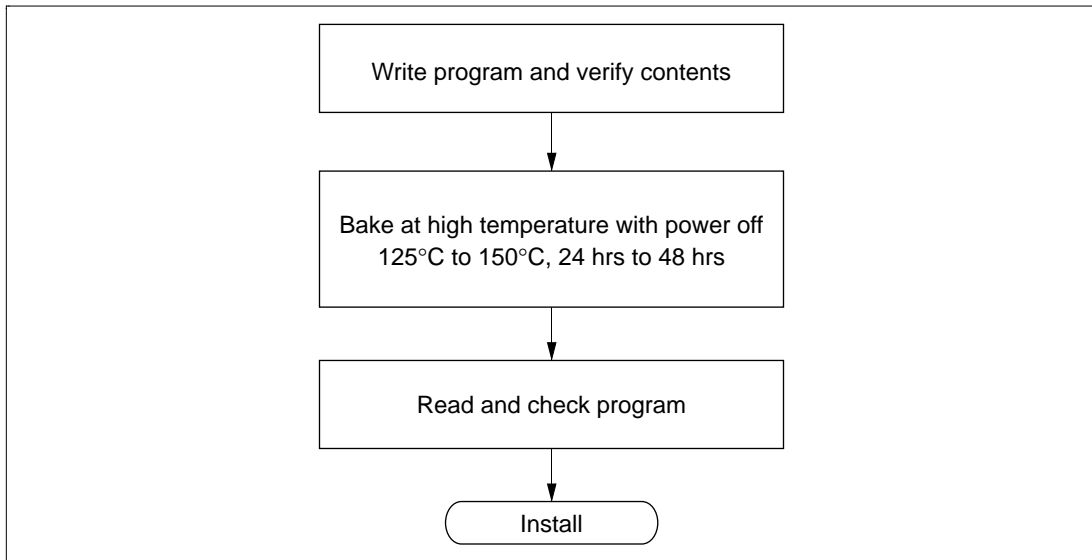 Write program and verify contents
Bake at high temperature with power off
125°C to 150°C, 24 hrs to 48 hrs
Read and check program
Install